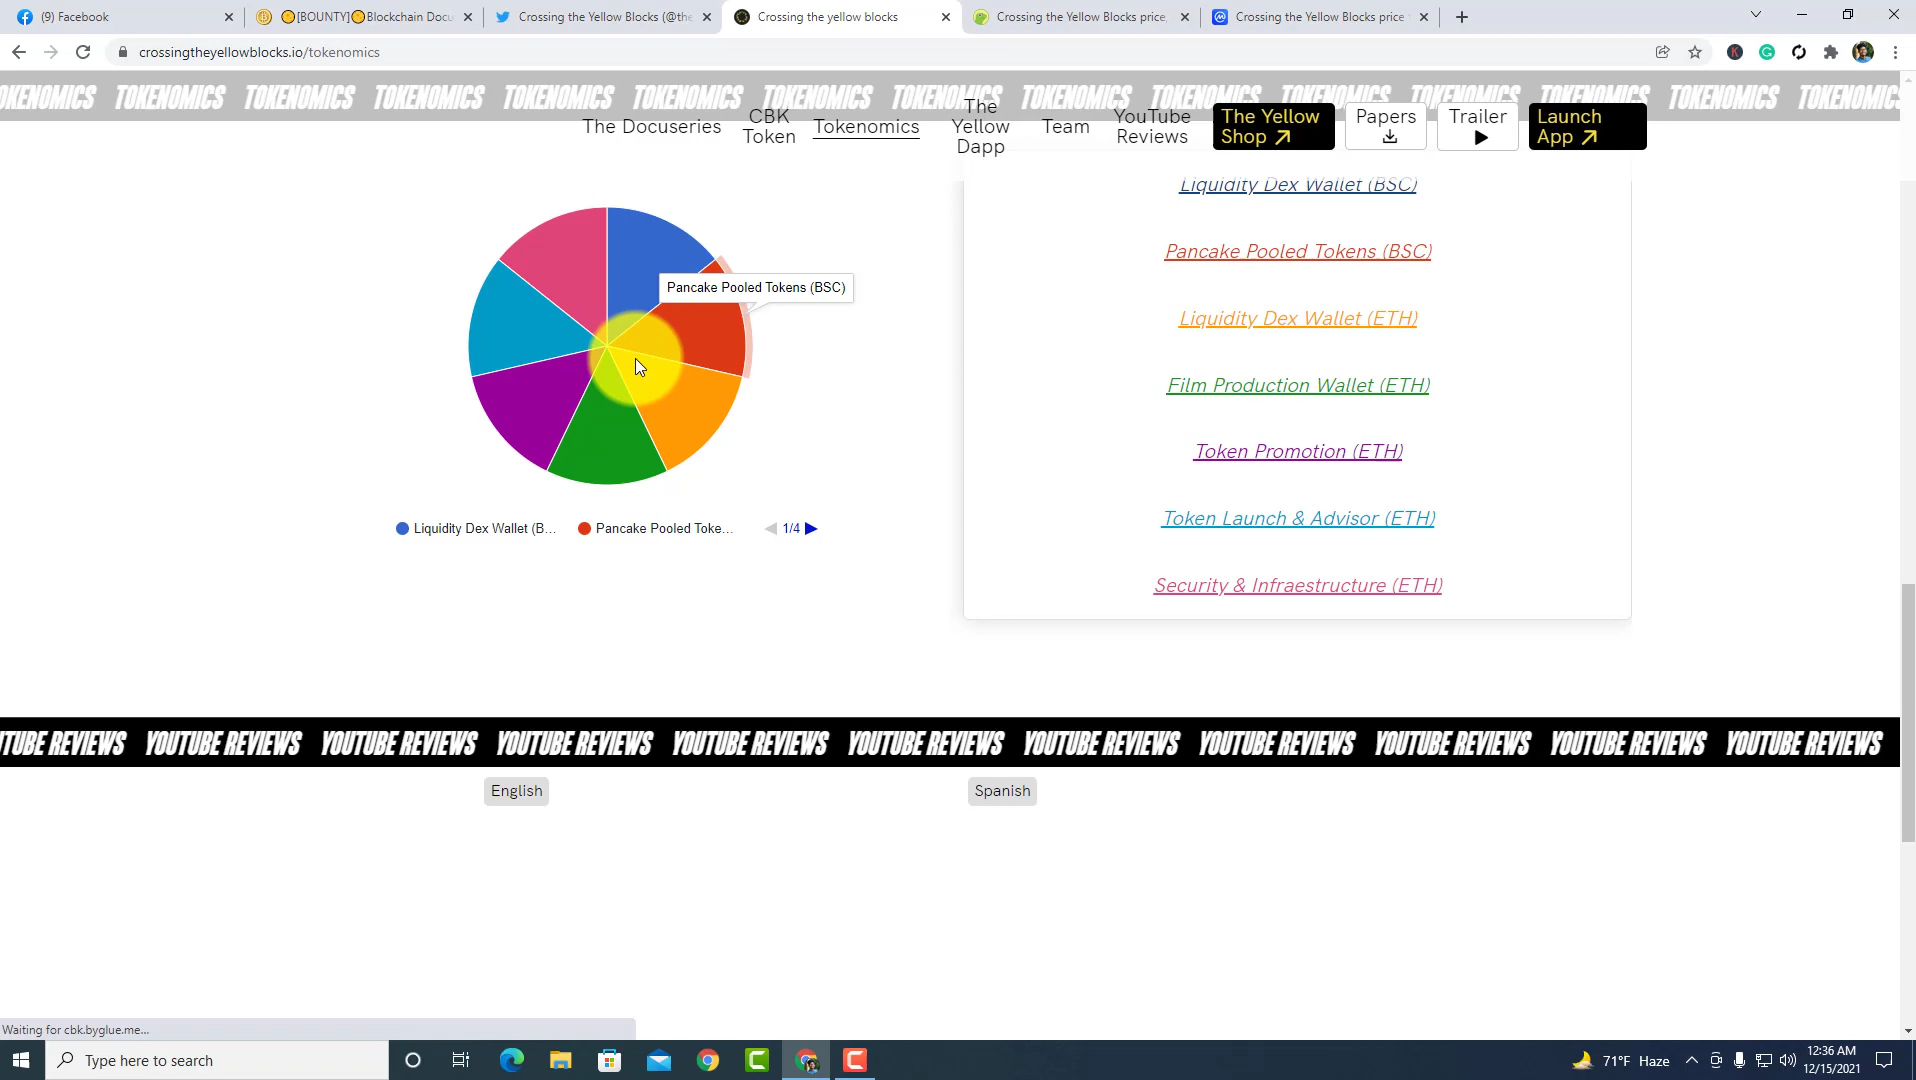 (9) Facebook
[BOUNTY] Blockchain Docu
Crossing the Yellow Blocks (@the
Crossing the yellow blocks
Crossing the Yellow Blocks price,
Crossing the Yellow Blocks price
crossingtheyellowblocks.io/tokenomics
TOKENOMICS TOKENOMICS TOKENOMICS TOKENOMICS TOKENOMICS TOKENOMICS TOKENOMICS TOKENOMICS TOKENOMICS TOKENOMICS TOKENOMICS TOKENOMICS TOKENOMICS
The Docuseries
CBK
Token
Tokenomics
The
Yellow
Dapp
Team
YouTube
Reviews
The Yellow
Shop
Papers
Trailer
Launch
App
Liquidity Dex Wallet (BSC)
Pancake Pooled Tokens (BSC)
Liquidity Dex Wallet (ETH)
Film Production Wallet (ETH)
Token Promotion (ETH)
Token Launch & Advisor (ETH)
Security & Infraestructure (ETH)
Pancake Pooled Tokens (BSC)
Liquidity Dex Wallet (B...
Pancake Pooled Toke...
1/4
YOUTUBE REVIEWS YOUTUBE REVIEWS YOUTUBE REVIEWS YOUTUBE REVIEWS YOUTUBE REVIEWS YOUTUBE REVIEWS YOUTUBE REVIEWS YOUTUBE REVIEWS YOUTUBE REVIEWS YOUTUBE REVIEWS
English
Spanish
Waiting for cbk.byglue.me...
Type here to search
71°F Haze
12:36 AM
12/15/2021